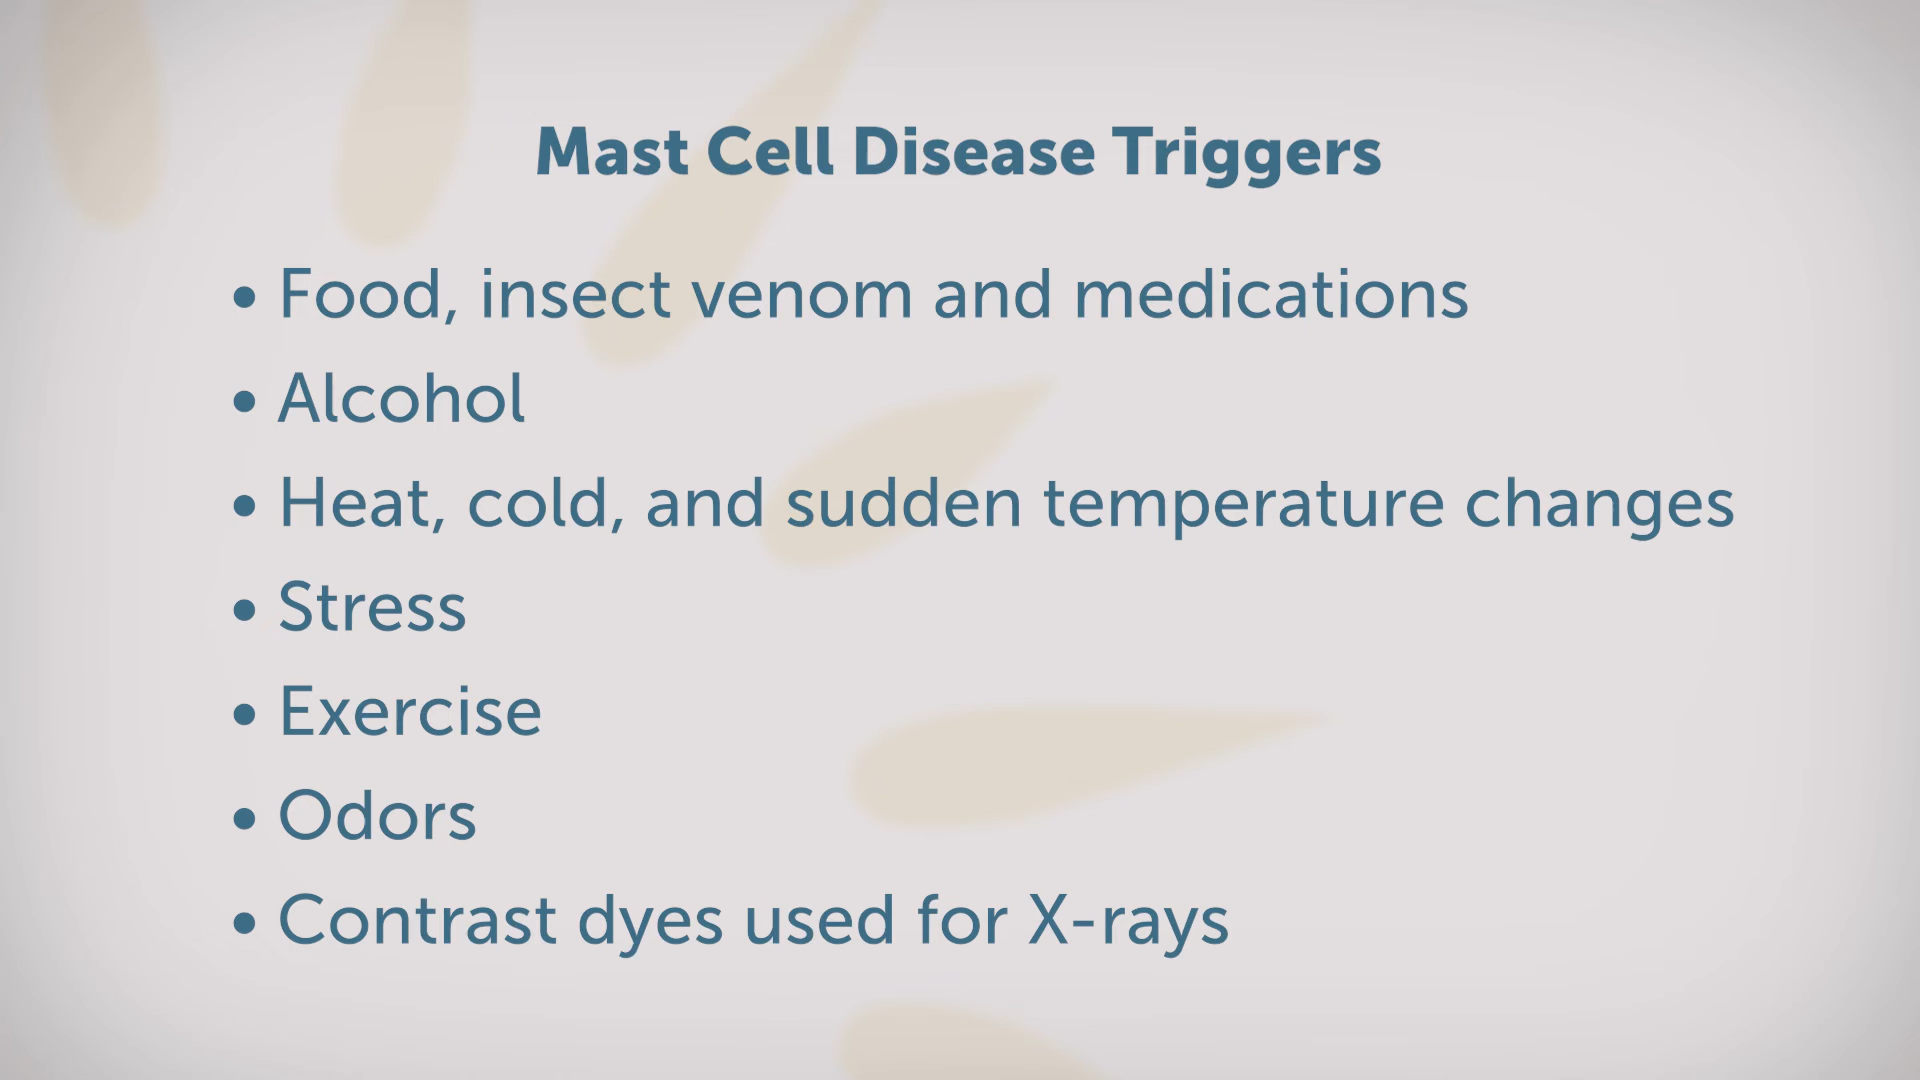 Mast Cell Disease Triggers
• Food, insect venom and medications
• Alcohol
• Heat, cold, and sudden temperature changes
• Stress
• Exercise
• Odors
• Contrast dyes used for X-rays